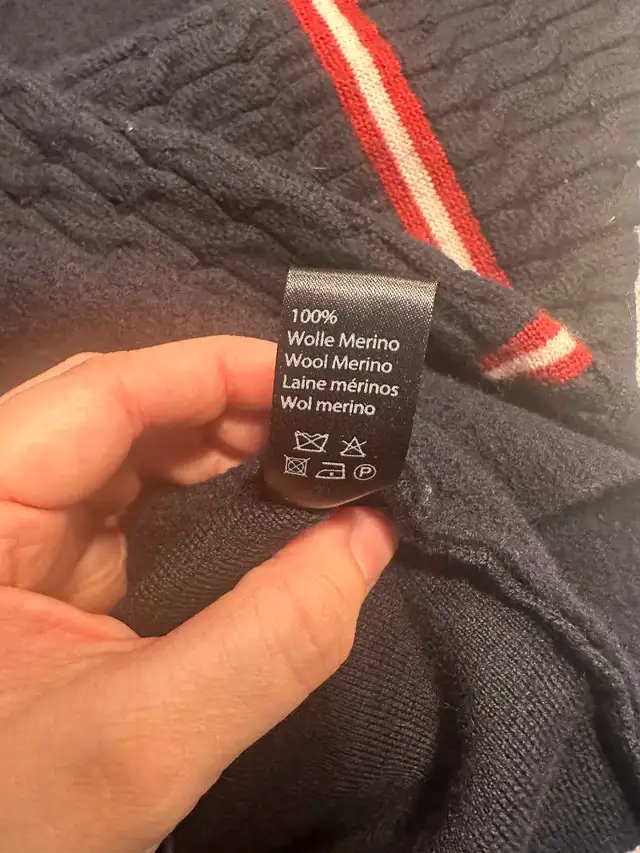 100%
Wolle Merino
Wool Merino
Laine mérinos
Wol merino
P